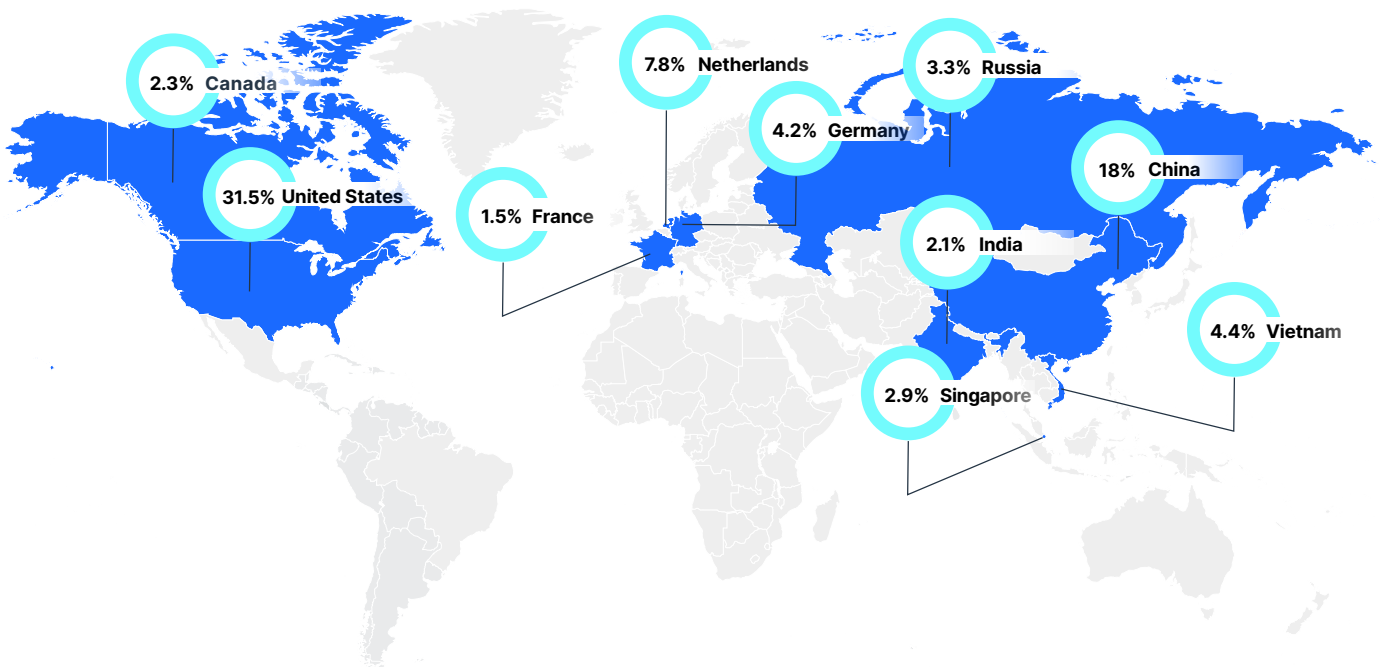 7.8% Netherlands
3.3% Russia
2.3% Canada
4.2% Germany
18% China
31.5% United States
1.5% France
2.1% India
4.4% Vietnam
2.9% Singapore